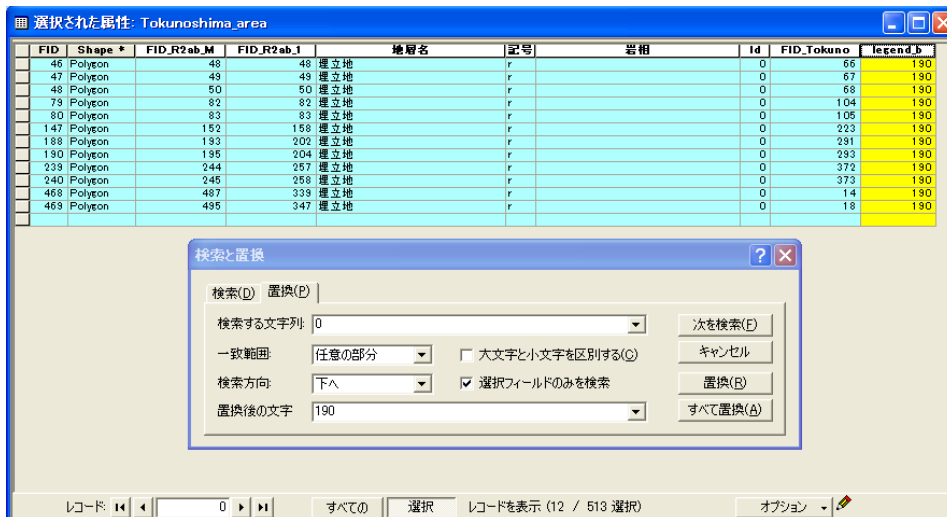 選択された属性: Tokunoshima_area
FID Shape * FID_R2ab_M FID_R2ab_1 地層名 記号 岩相 Id FID_Tokuno legend_b
46 Polygon 48 48 埋立地 r 0 66 190
47 Polygon 49 49 埋立地 r 0 67 190
48 Polygon 50 50 埋立地 r 0 68 190
79 Polygon 82 82 埋立地 r 0 104 190
80 Polygon 83 83 埋立地 r 0 105 190
147 Polygon 152 158 埋立地 r 0 223 190
188 Polygon 193 202 埋立地 r 0 291 190
190 Polygon 195 204 埋立地 r 0 293 190
239 Polygon 244 257 埋立地 r 0 372 190
240 Polygon 245 258 埋立地 r 0 373 190
468 Polygon 487 339 埋立地 r 0 14 190
469 Polygon 495 347 埋立地 r 0 18 190
検索と置換
検索(D) 置換(P)
検索する文字列: 0 次を検索(F)
一致範囲: 任意の部分 大文字と小文字を区別する(C) キャンセル
検索方向: 下へ 選択フィールドのみを検索 置換(R)
置換後の文字 190 すべて置換(A)
レコード: 0 すべての 選択 レコードを表示 (12 / 513 選択) オプション